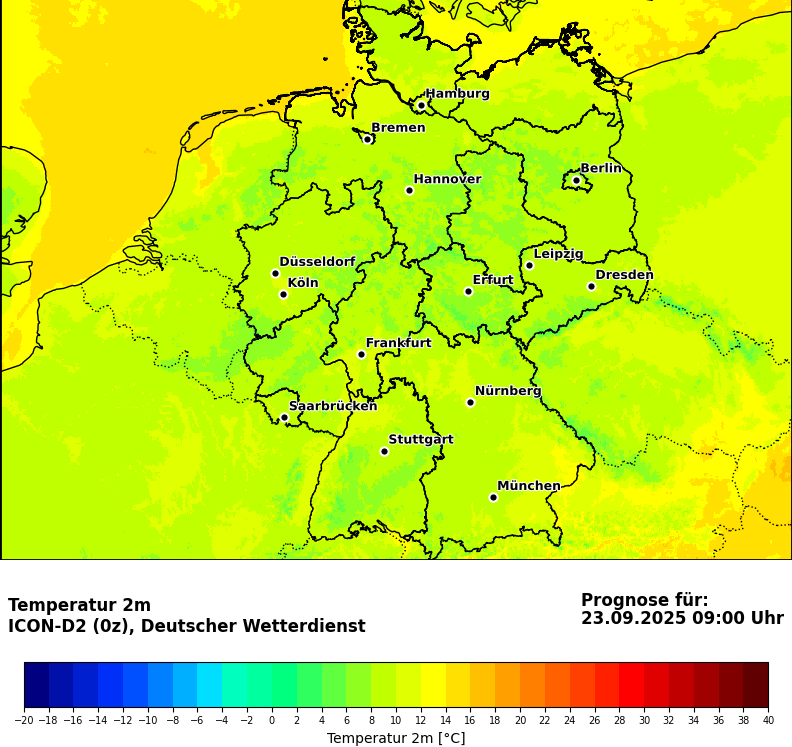 Hamburg
Bremen
Berlin
Hannover
Leipzig
Düsseldorf
Dresden
Köln
Erfurt
Frankfurt
Nürnberg
Saarbrücken
Stuttgart
München
Temperatur 2m
ICON-D2 (0z), Deutscher Wetterdienst
Prognose für:
23.09.2025 09:00 Uhr
−20 −18 −16 −14 −12 −10 −8 −6 −4 −2 0 2 4 6 8 10 12 14 16 18 20 22 24 26 28 30 32 34 36 38 40
Temperatur 2m [°C]